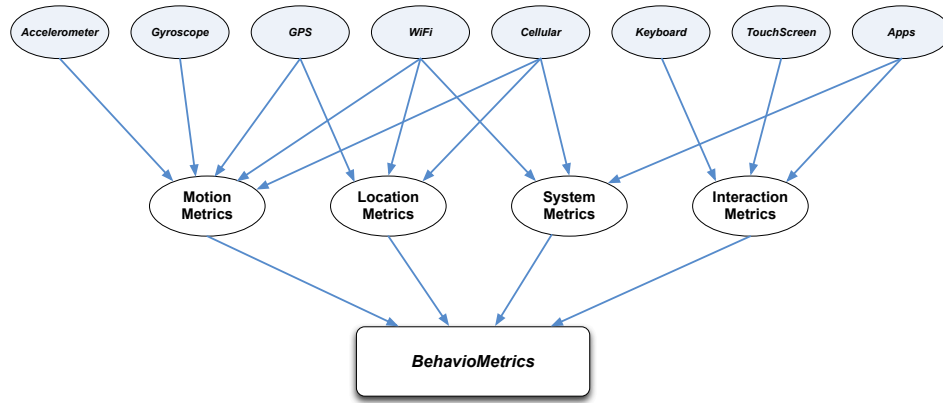 Accelerometer
Gyroscope
GPS
WiFi
Cellular
Keyboard
TouchScreen
Apps
Motion
Metrics
Location
Metrics
System
Metrics
Interaction
Metrics
BehavioMetrics